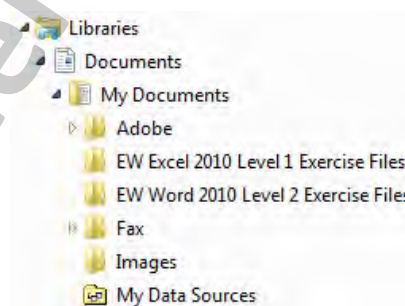 Libraries
Documents
My Documents
Adobe
EW Excel 2010 Level 1 Exercise Files
EW Word 2010 Level 2 Exercise Files
Fax
Images
My Data Sources